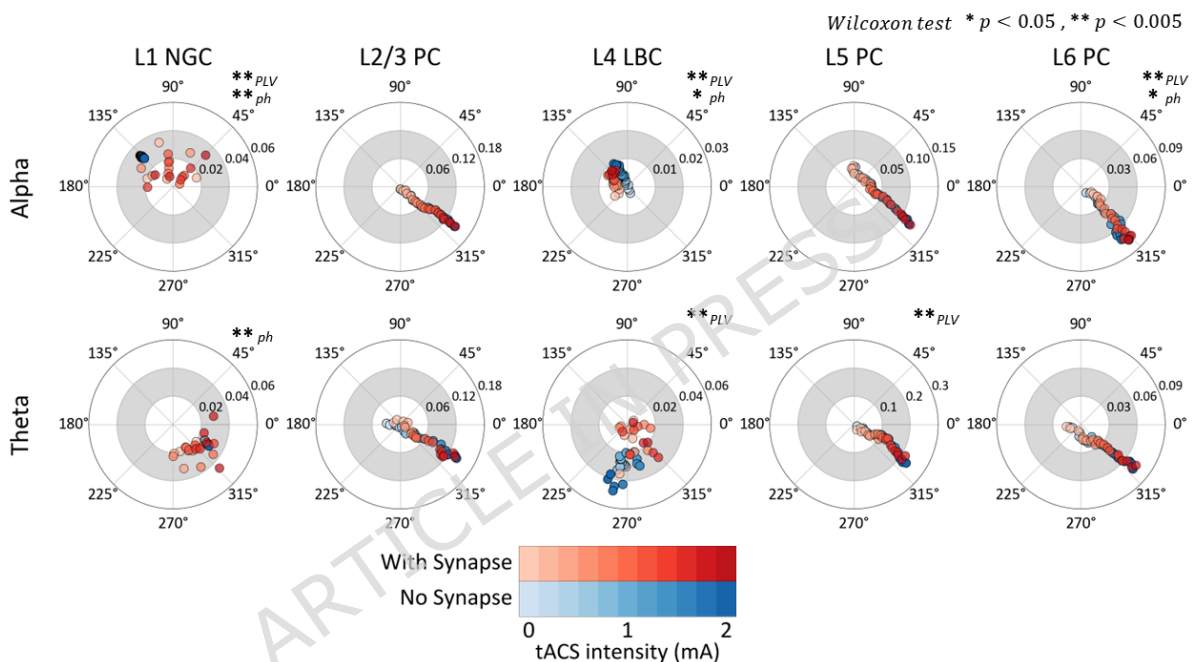 Wilcoxon test * p < 0.05 , ** p < 0.005
L1 NGC L2/3 PC L4 LBC L5 PC L6 PC
**PLV **PLV **PLV
**ph * ph * ph
90° 90° 90° 90° 90°
135° 45° 135° 45° 135° 45° 135° 45° 135° 45°
0.02 0.04 0.06 0.06 0.12 0.18 0.01 0.02 0.03 0.05 0.10 0.15 0.03 0.06 0.09
Alpha
180° 0° 180° 0° 180° 0° 180° 0° 180° 0°
225° 315° 225° 315° 225° 315° 225° 315° 225° 315°
270° 270° 270° 270° 270°
**ph **PLV **PLV
90° 90° 90° 90° 90°
135° 45° 135° 45° 135° 45° 135° 45° 135° 45°
0.02 0.04 0.06 0.06 0.12 0.18 0.02 0.04 0.06 0.1 0.2 0.3 0.03 0.06 0.09
Theta
180° 0° 180° 0° 180° 0° 180° 0° 180° 0°
225° 315° 225° 315° 225° 315° 225° 315° 225° 315°
270° 270° 270° 270° 270°
With Synapse
No Synapse
0 1 2
tACS intensity (mA)
ARTICLE IN PRESS